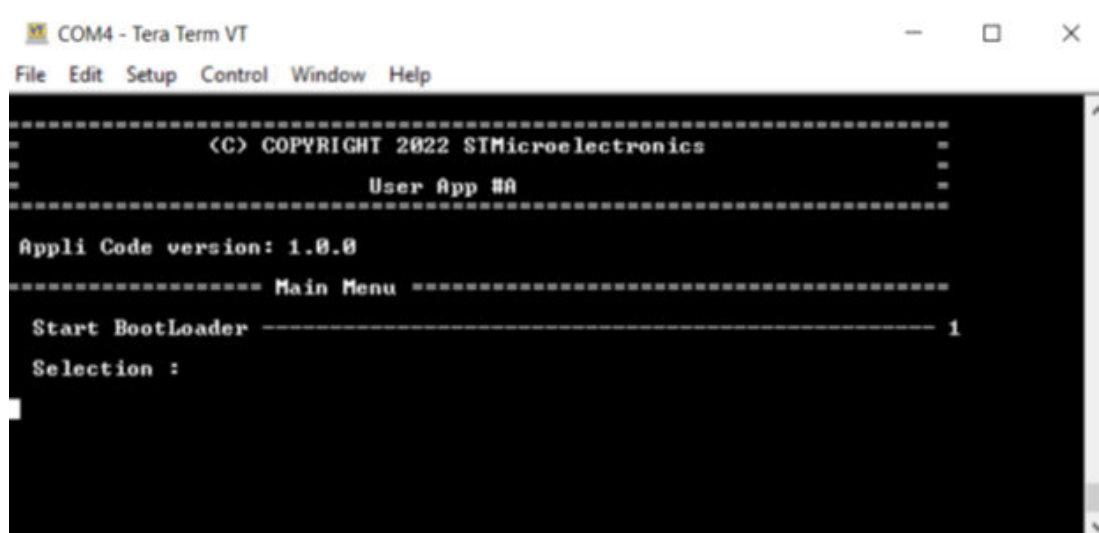 COM4 - Tera Term VT
File Edit Setup Control Window Help
======================================================================
= (C) COPYRIGHT 2022 STMicroelectronics =
= =
= User App #A =
======================================================================
Appli Code version: 1.0.0
=================== Main Menu ========================================
Start BootLoader -------------------------------------------------- 1
Selection :